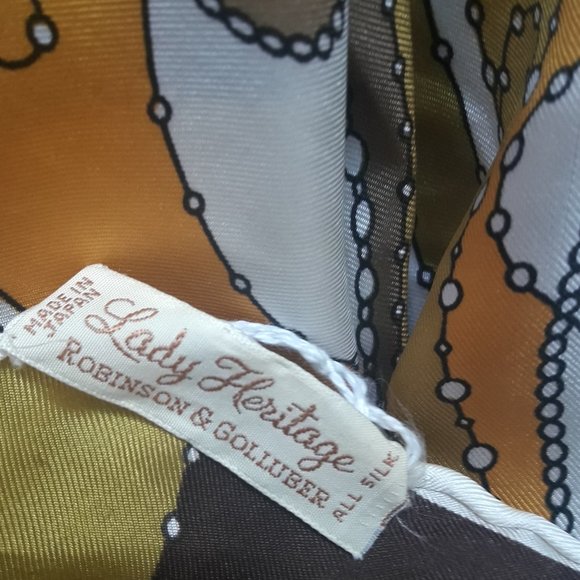 MADE IN
JAPAN
Lady Heritage
ROBINSON & GOLLUBER
ALL SILK